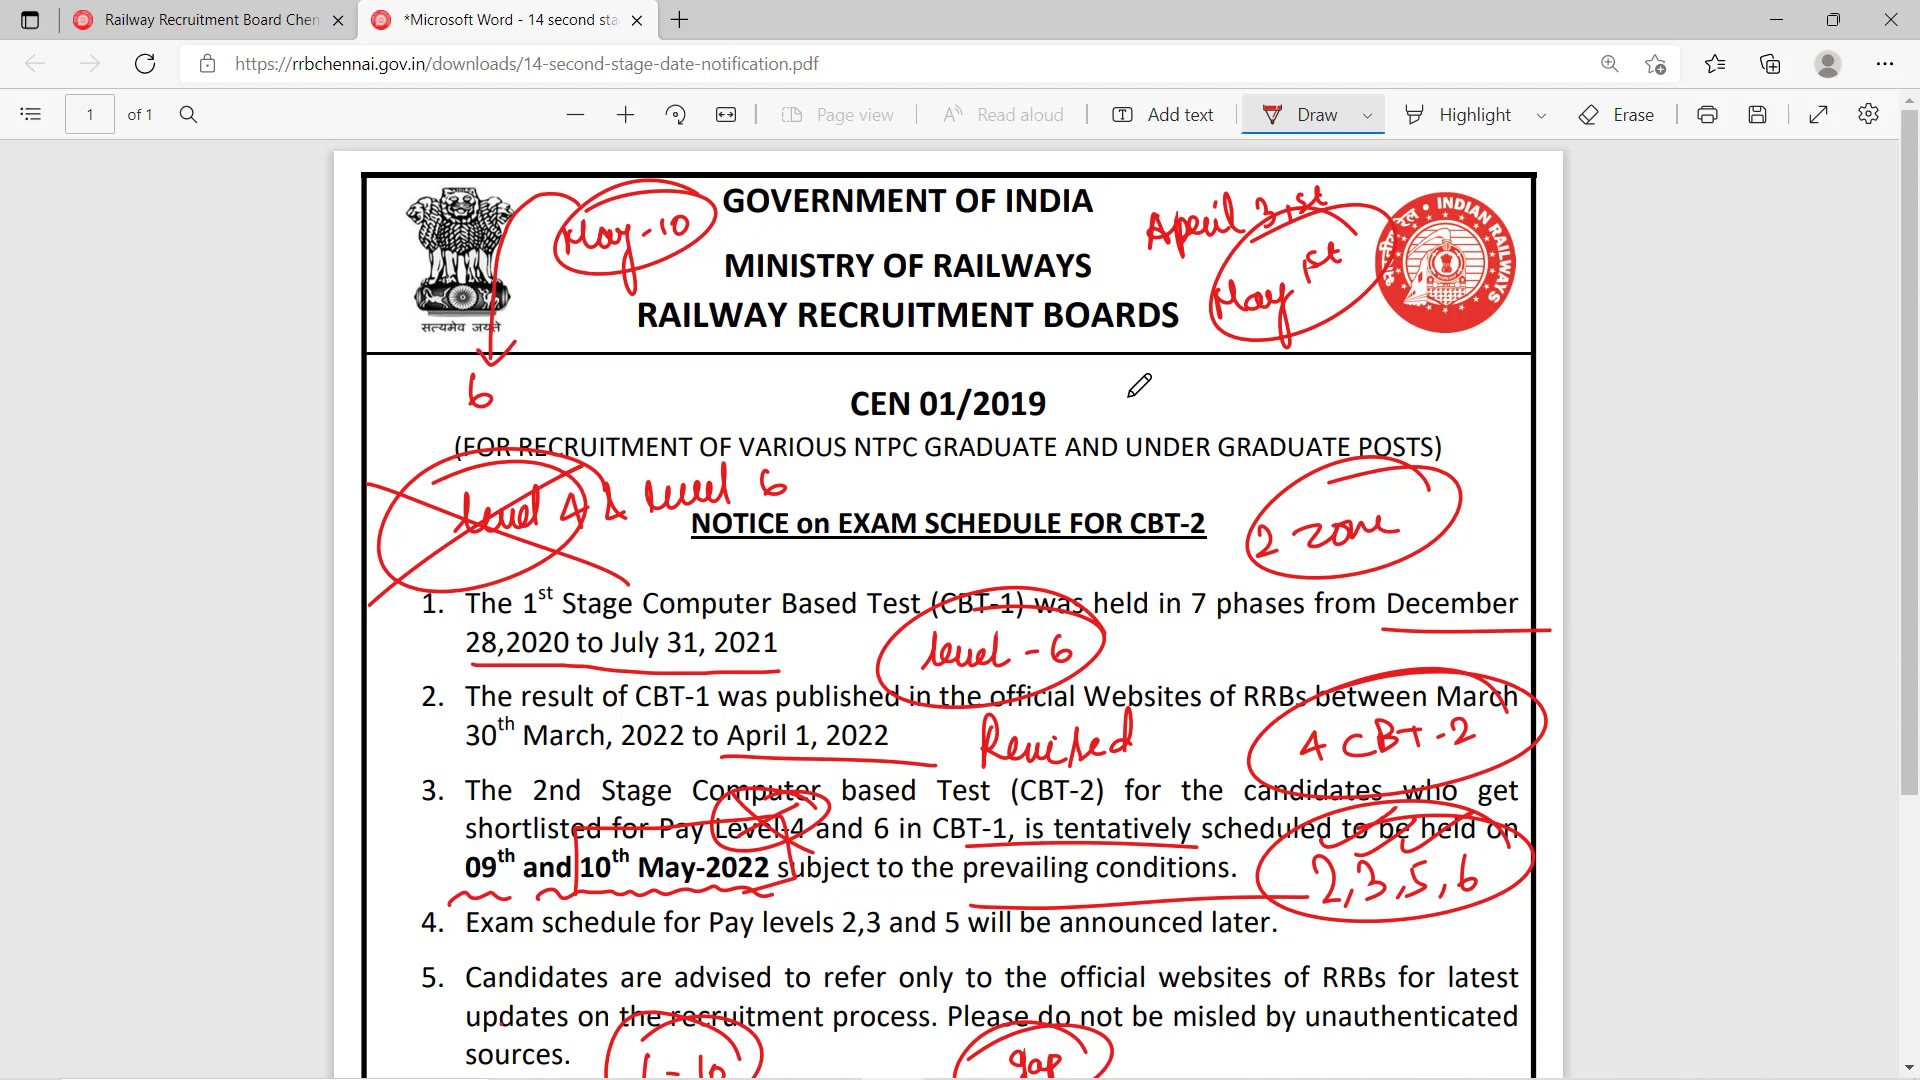 Railway Recruitment Board Chen
*Microsoft Word - 14 second sta
https://rrbchennai.gov.in/downloads/14-second-stage-date-notification.pdf
1 of 1
Page view
Read aloud
Add text
Draw
Highlight
Erase
GOVERNMENT OF INDIA
MINISTRY OF RAILWAYS
RAILWAY RECRUITMENT BOARDS
सत्यमेव जयते
INDIAN RAILWAYS
भारतीय रेल
May-10
April 31st
May 1st
6
CEN 01/2019
(FOR RECRUITMENT OF VARIOUS NTPC GRADUATE AND UNDER GRADUATE POSTS)
level 4 & level 6
NOTICE on EXAM SCHEDULE FOR CBT-2
2 zone
1. The 1st Stage Computer Based Test (CBT-1) was held in 7 phases from December
28,2020 to July 31, 2021
level - 6
2. The result of CBT-1 was published in the official Websites of RRBs between March
30th March, 2022 to April 1, 2022
Revised
4 CBT-2
3. The 2nd Stage Computer based Test (CBT-2) for the candidates who get
shortlisted for Pay Level-4 and 6 in CBT-1, is tentatively scheduled to be held on
09th and 10th May-2022 subject to the prevailing conditions.
2,3,5,6
4. Exam schedule for Pay levels 2,3 and 5 will be announced later.
5. Candidates are advised to refer only to the official websites of RRBs for latest
updates on the recruitment process. Please do not be misled by unauthenticated
sources.
gap